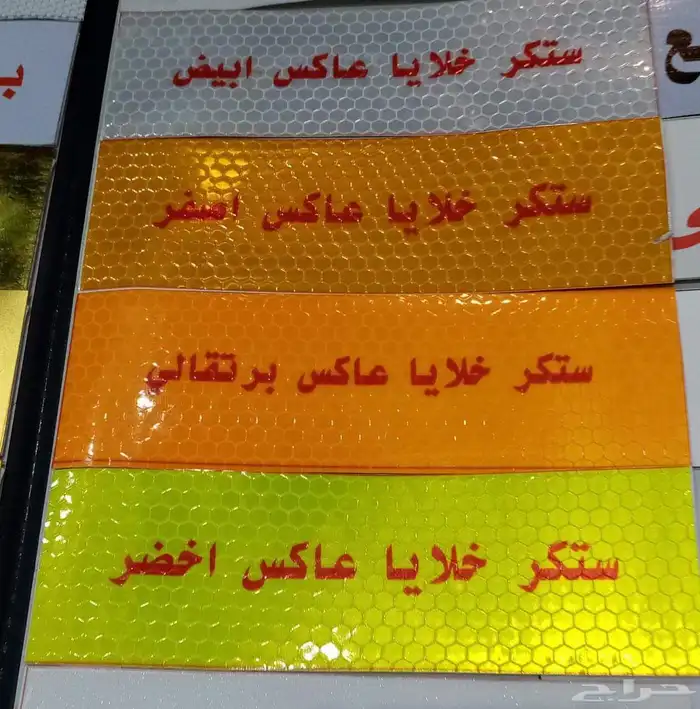 ستكر خلايا عاكس ابيض
ستكر خلايا عاكس اصفر
ستكر خلايا عاكس برتقالي
ستكر خلايا عاكس اخضر
حراج